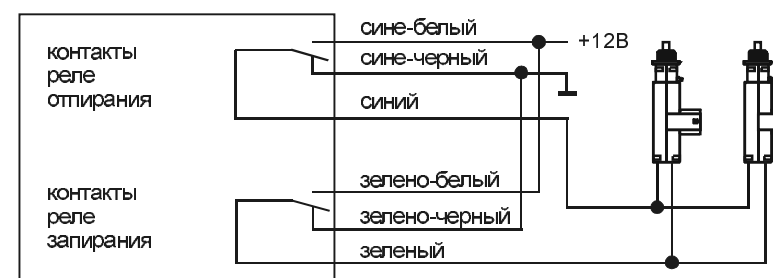 сине-белый
+12В
контакты
реле
отпирания
сине-черный
синий
зелено-белый
контакты
реле
запирания
зелено-черный
зеленый